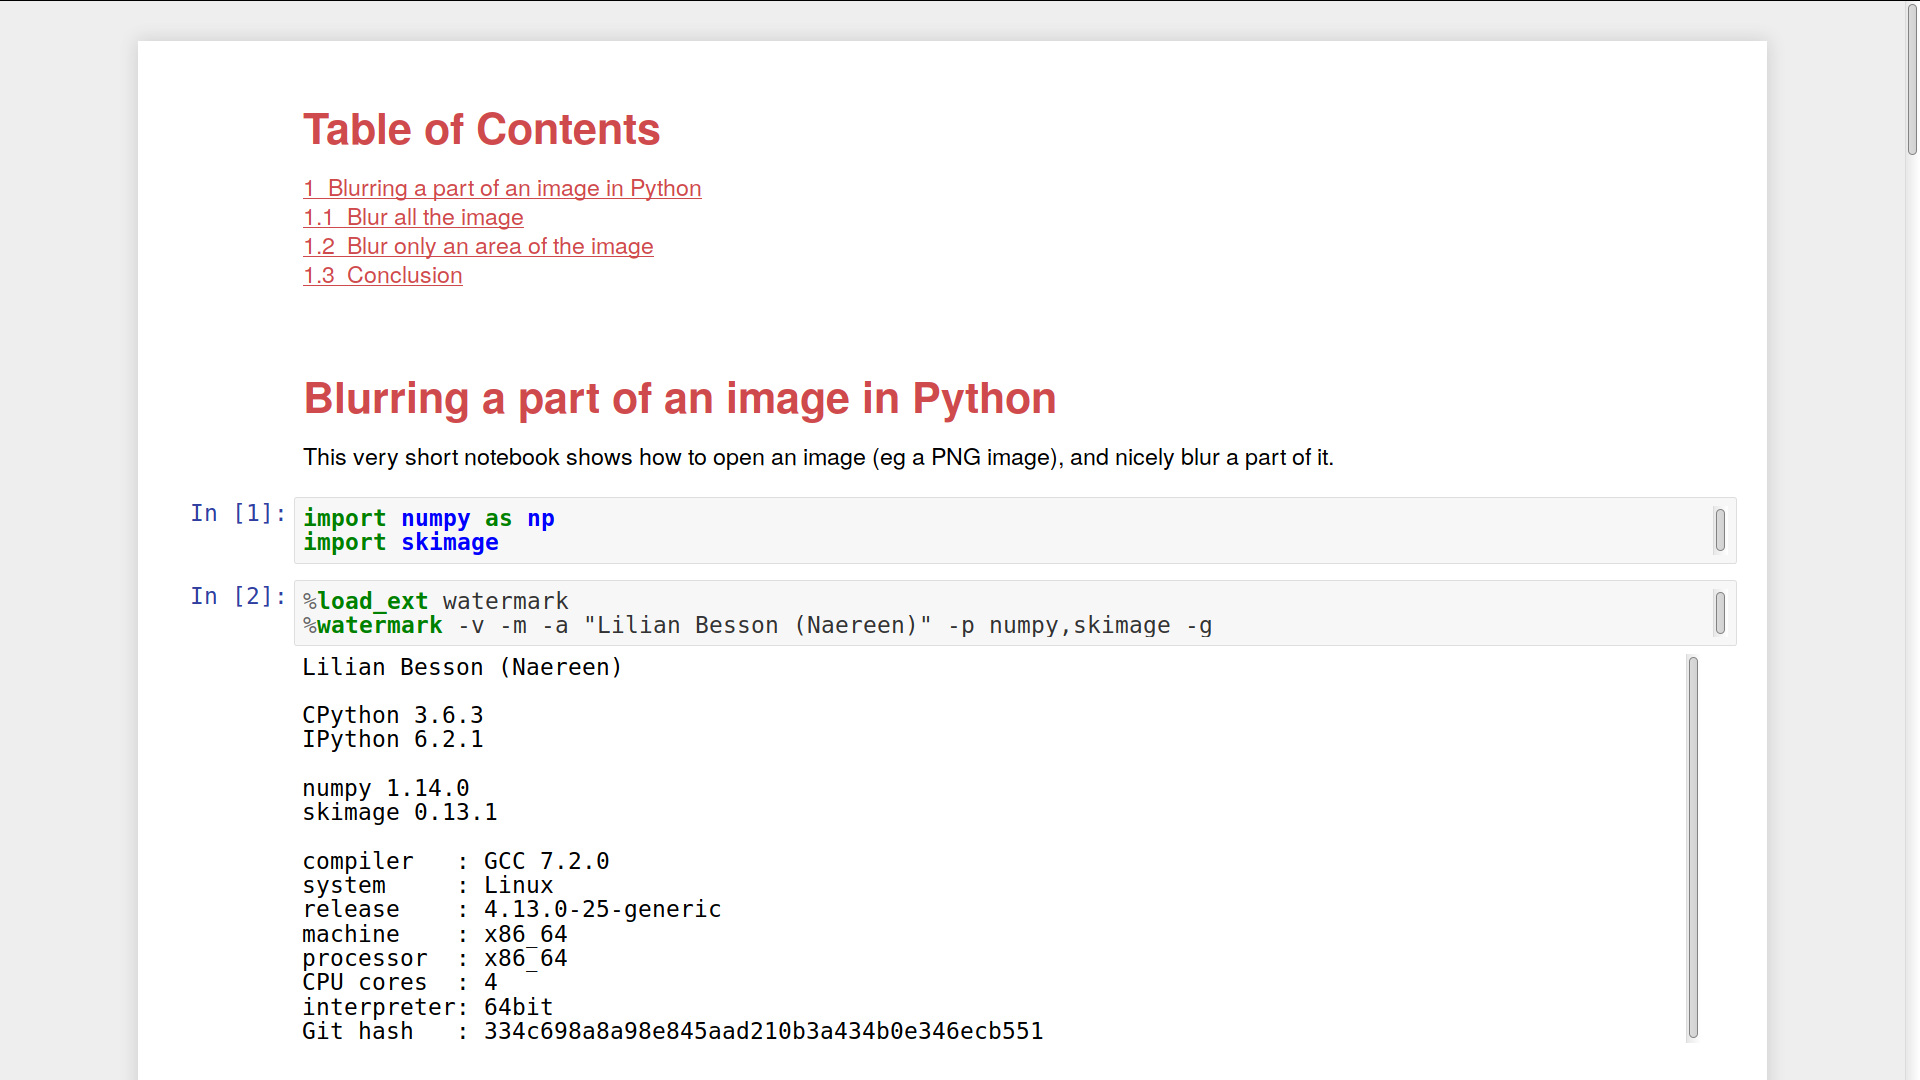 Table of Contents
1  Blurring a part of an image in Python
1.1  Blur all the image
1.2  Blur only an area of the image
1.3  Conclusion
Blurring a part of an image in Python
This very short notebook shows how to open an image (eg a PNG image), and nicely blur a part of it.
In [1]:
import numpy as np
import skimage
In [2]:
%load_ext watermark
%watermark -v -m -a "Lilian Besson (Naereen)" -p numpy,skimage -g
Lilian Besson (Naereen)
CPython 3.6.3
IPython 6.2.1
numpy 1.14.0
skimage 0.13.1
compiler   : GCC 7.2.0
system     : Linux
release    : 4.13.0-25-generic
machine    : x86_64
processor  : x86_64
CPU cores  : 4
interpreter: 64bit
Git hash   : 334c698a8a98e845aad210b3a434b0e346ecb551